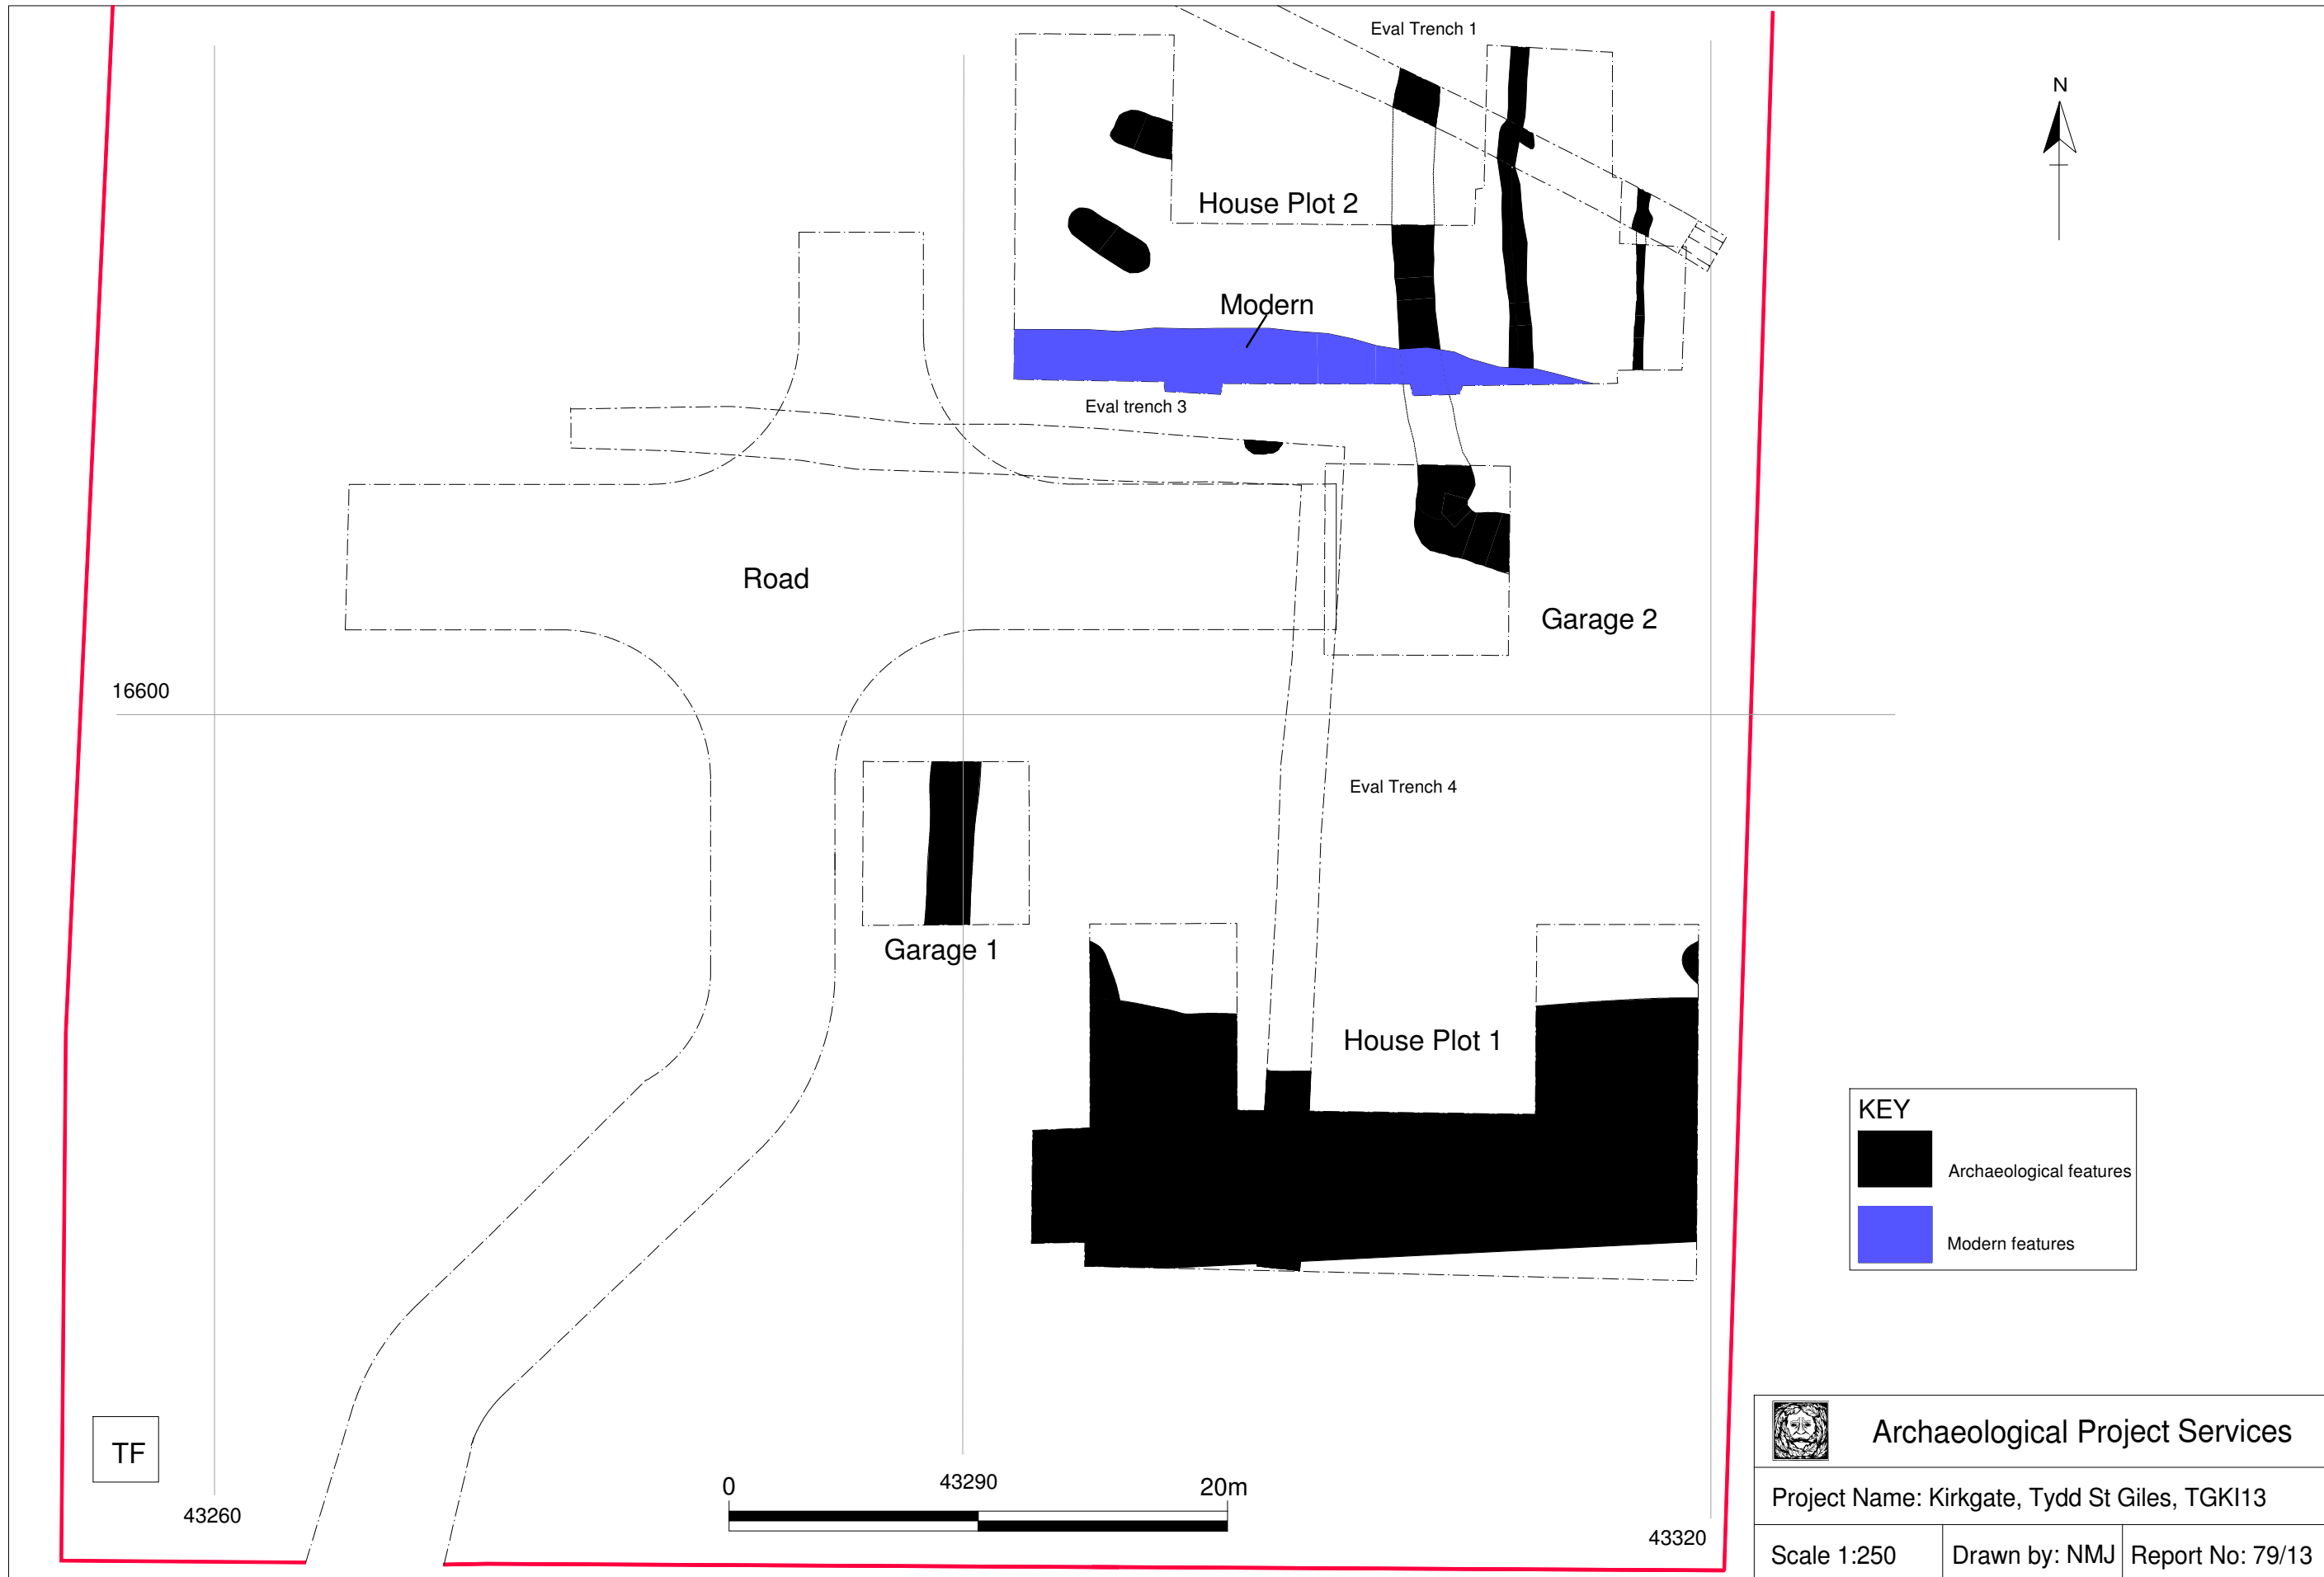 Eval Trench 1
N
House Plot 2
Modern
Eval trench 3
Road
Garage 2
16600
Eval Trench 4
Garage 1
House Plot 1
KEY
Archaeological features
Modern features
TF
43260
0
43290
20m
43320
Archaeological Project Services
Project Name: Kirkgate, Tydd St Giles, TGKI13
Scale 1:250
Drawn by: NMJ
Report No: 79/13